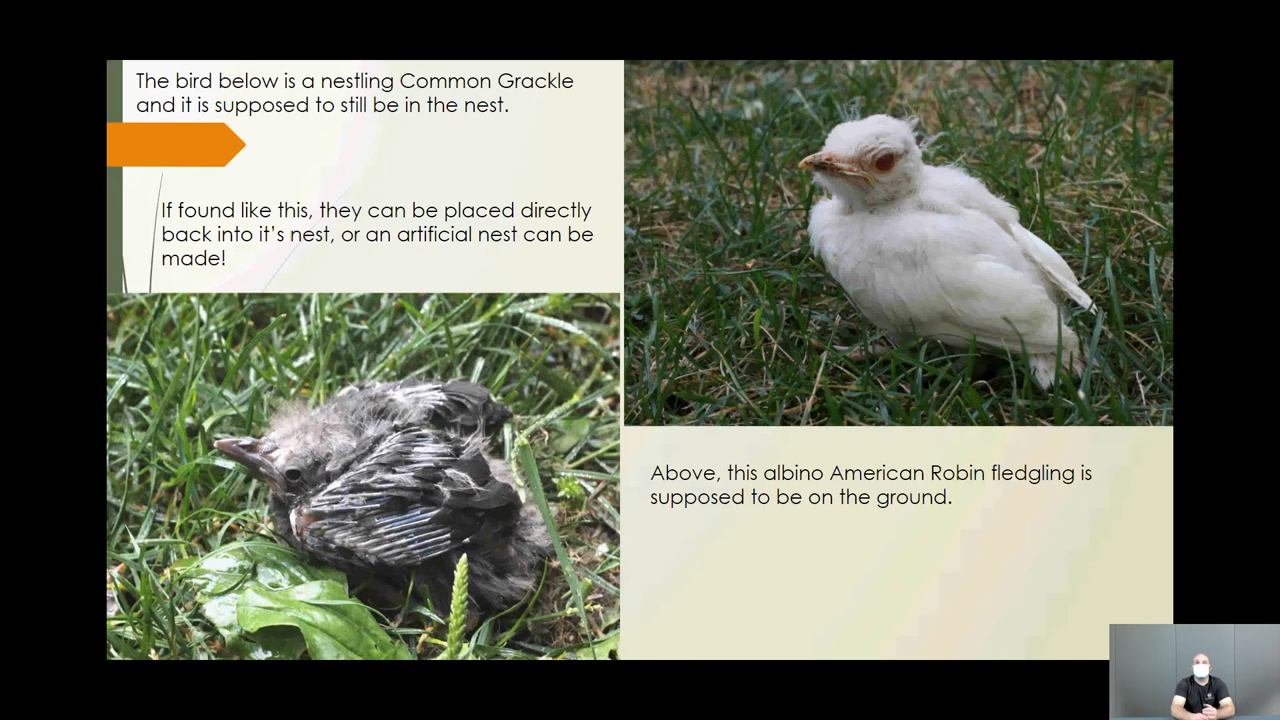 The bird below is a nestling Common Grackle
and it is supposed to still be in the nest.
If found like this, they can be placed directly
back into it's nest, or an artificial nest can be
made!
Above, this albino American Robin fledgling is
supposed to be on the ground.